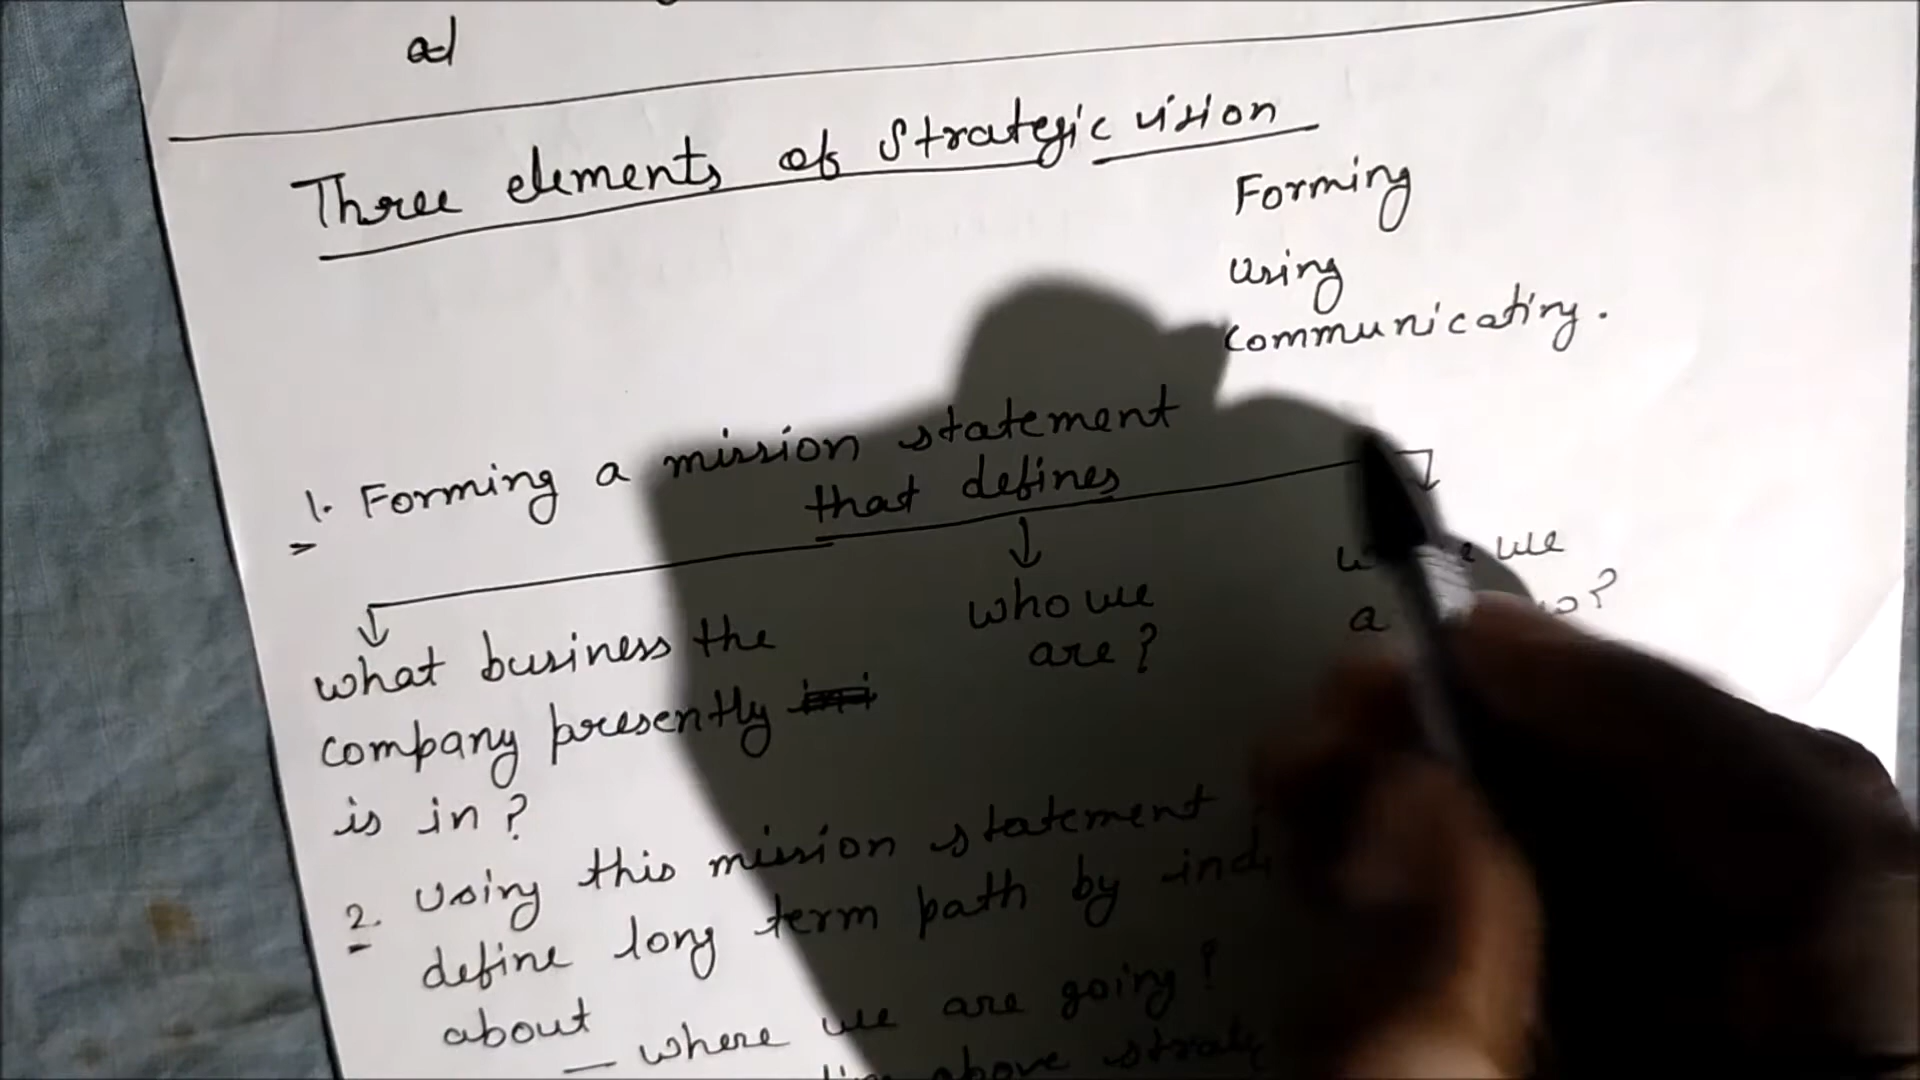 Three elements of Strategic vision
Forming
using
communicating.
1. Forming a mission statement
that defines
what business the
company presently
is in?
who we
are?
we
2. Using this mission statement
define long term path by
about
— where we are going?
above